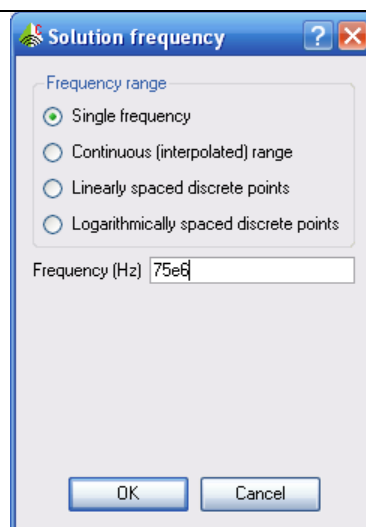 Solution frequency
Frequency range
Single frequency
Continuous (interpolated) range
Linearly spaced discrete points
Logarithmically spaced discrete points
Frequency (Hz) 75e6
OK Cancel